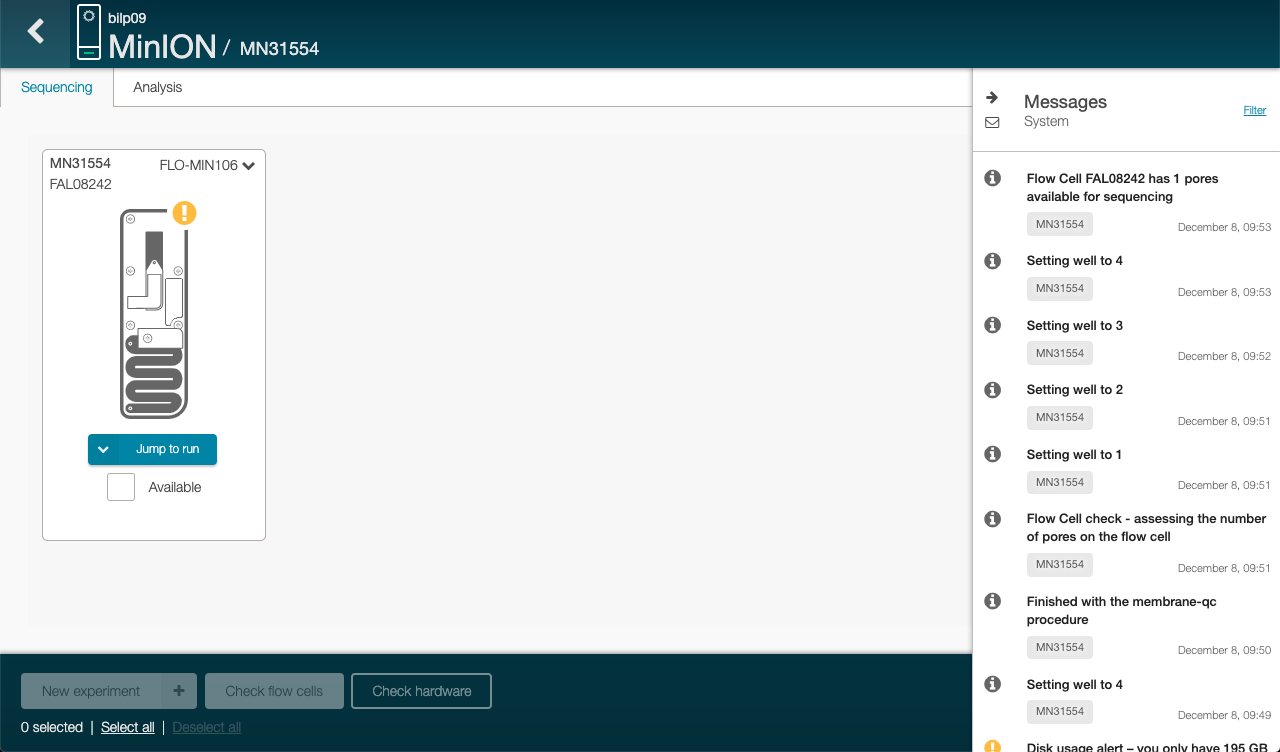 bilp09
MinION / MN31554
Sequencing
Analysis
MN31554
FLO-MIN106
FAL08242
Jump to run
Available
New experiment +
Check flow cells
Check hardware
0 selected | Select all | Deselect all
Messages
System
Filter
Flow Cell FAL08242 has 1 pores
available for sequencing
MN31554
December 8, 09:53
Setting well to 4
MN31554
December 8, 09:53
Setting well to 3
MN31554
December 8, 09:52
Setting well to 2
MN31554
December 8, 09:51
Setting well to 1
MN31554
December 8, 09:51
Flow Cell check - assessing the number
of pores on the flow cell
MN31554
December 8, 09:51
Finished with the membrane-qc
procedure
MN31554
December 8, 09:50
Setting well to 4
MN31554
December 8, 09:49
Disk usage alert – you only have 195 GB